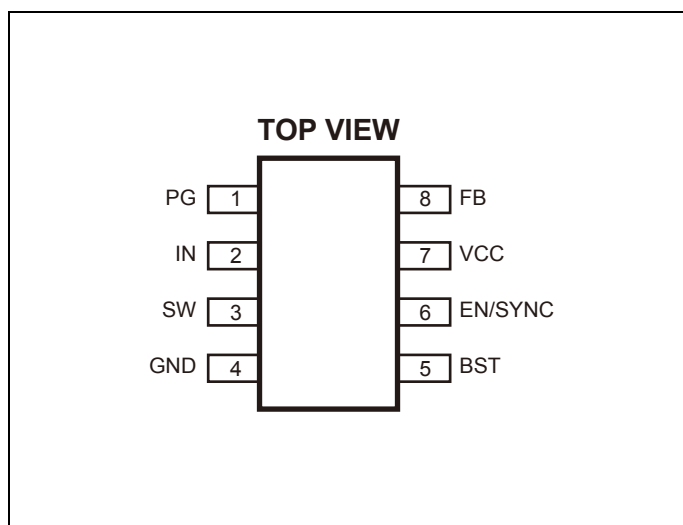 TOP VIEW
PG 1 8 FB
IN 2 7 VCC
SW 3 6 EN/SYNC
GND 4 5 BST